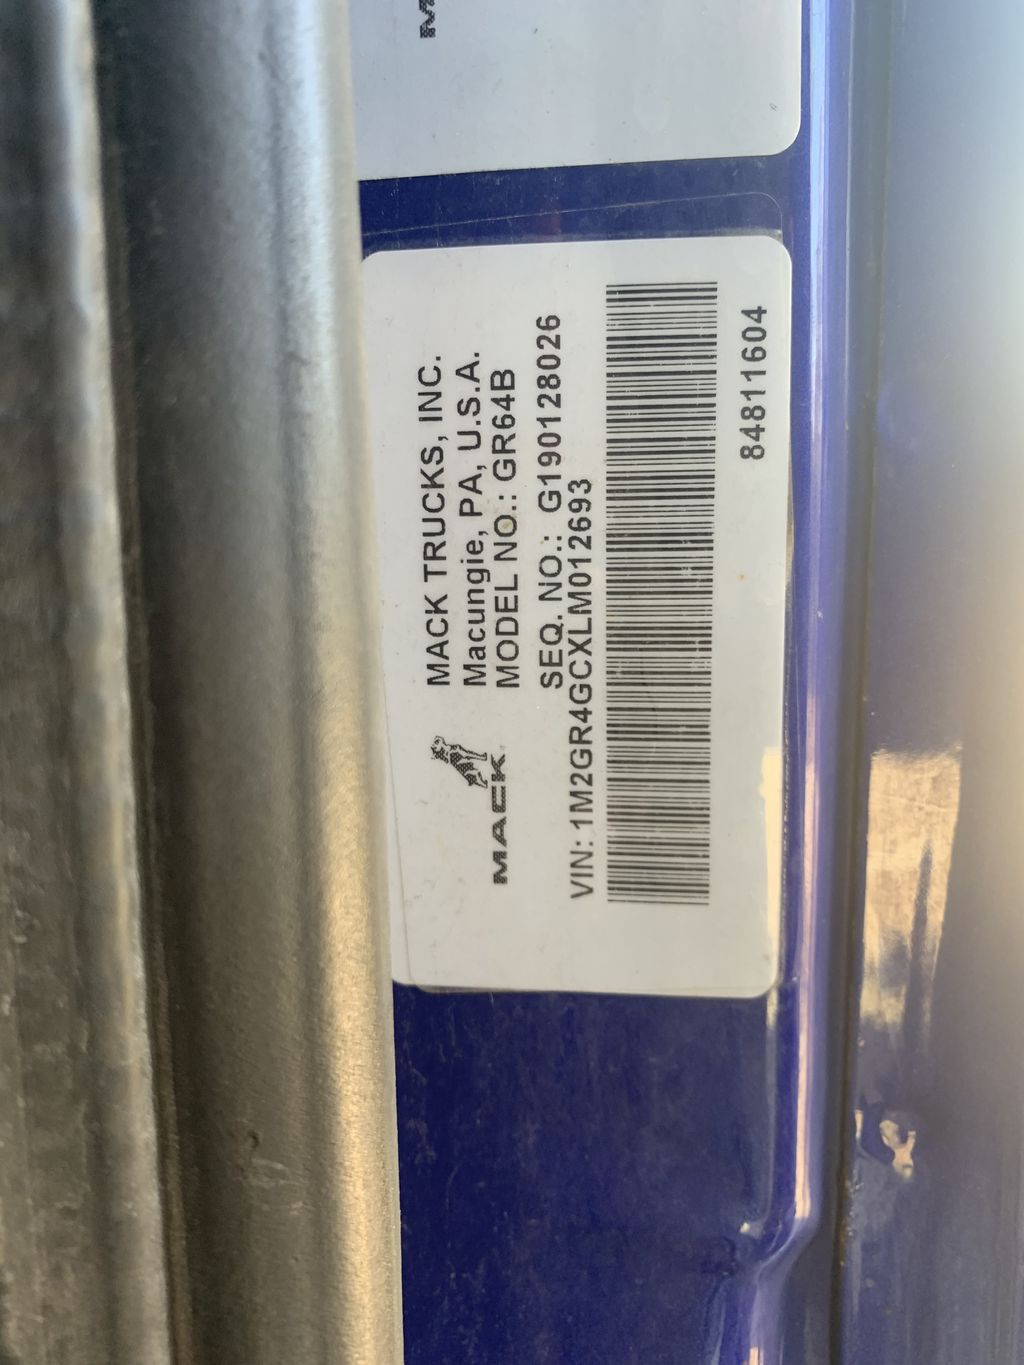 MACK TRUCKS, INC.
Macungie, PA, U.S.A.
MODEL NO.: GR64B
MACK
SEQ. NO.: G190128026
VIN: 1M2GR4GCXLM012693
84811604